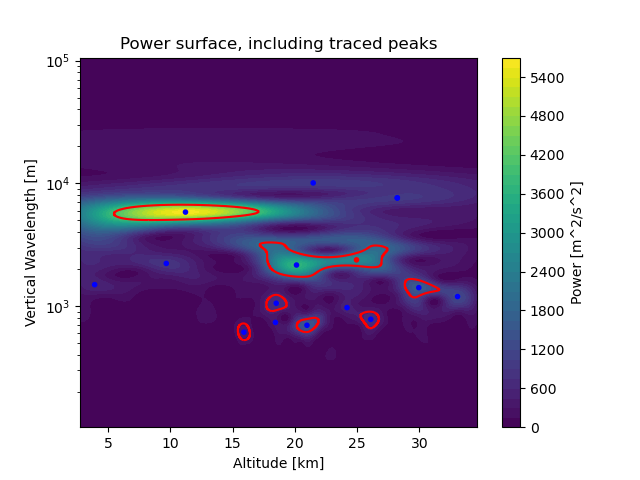 Power surface, including traced peaks
10^5
10^4
10^3
Vertical Wavelength [m]
5 10 15 20 25 30
Altitude [km]
5400
4800
4200
3600
3000
2400
1800
1200
600
0
Power [m^2/s^2]